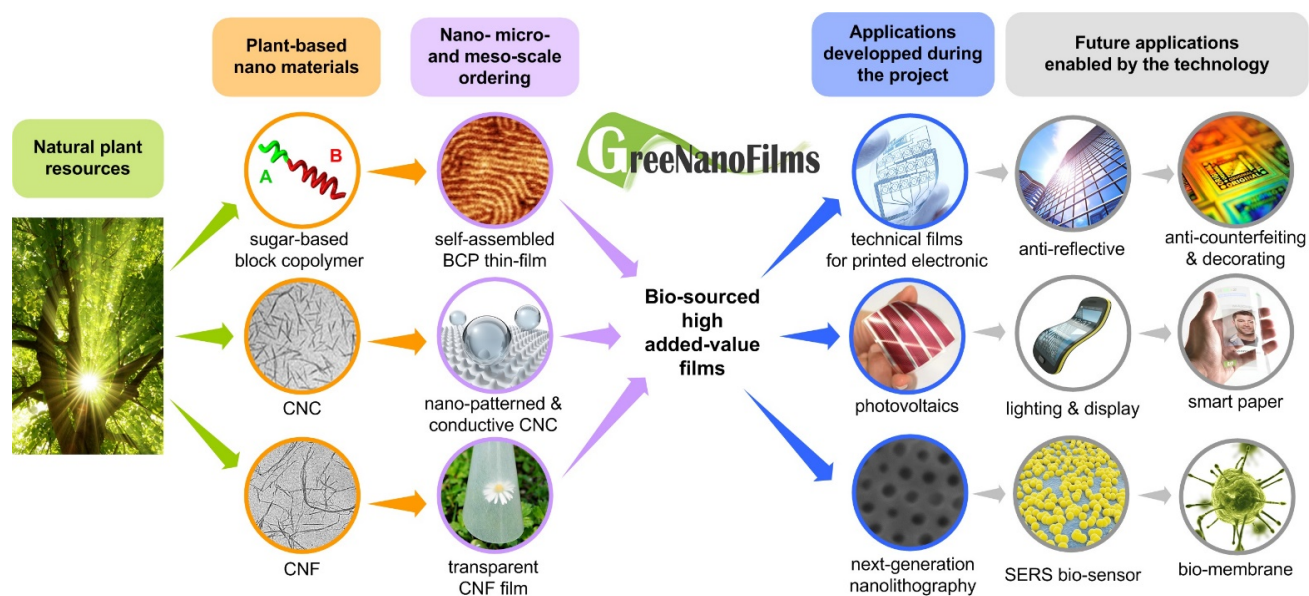 Natural plant
resources
Plant-based
nano materials
Nano- micro-
and meso-scale
ordering
Applications
developped during
the project
Future applications
enabled by the technology
GreeNanoFilms
A
B
sugar-based
block copolymer
self-assembled
BCP thin-film
technical films
for printed electronic
anti-reflective
ORIGINAL
anti-counterfeiting
& decorating
CNC
nano-patterned &
conductive CNC
Bio-sourced
high
added-value
films
photovoltaics
lighting & display
smart paper
CNF
transparent
CNF film
next-generation
nanolithography
SERS bio-sensor
bio-membrane